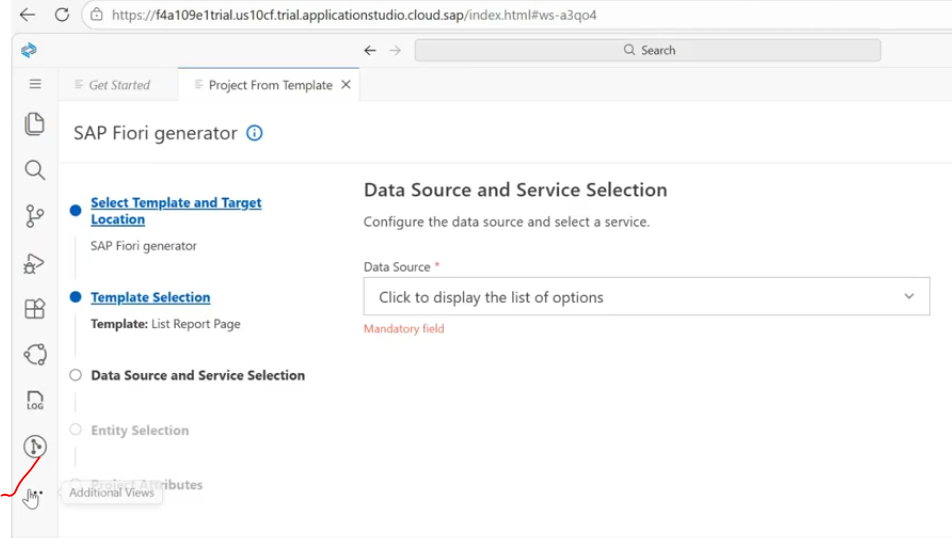 https://f4a109e1trial.us10cf.trial.applicationstudio.cloud.sap/index.html#ws-a3qo4
Search
Get Started
Project From Template
SAP Fiori generator
Select Template and Target
Location
SAP Fiori generator
Template Selection
Template: List Report Page
Data Source and Service Selection
Entity Selection
Project Attributes
Data Source and Service Selection
Configure the data source and select a service.
Data Source *
Click to display the list of options
Mandatory field
LOG
Additional Views